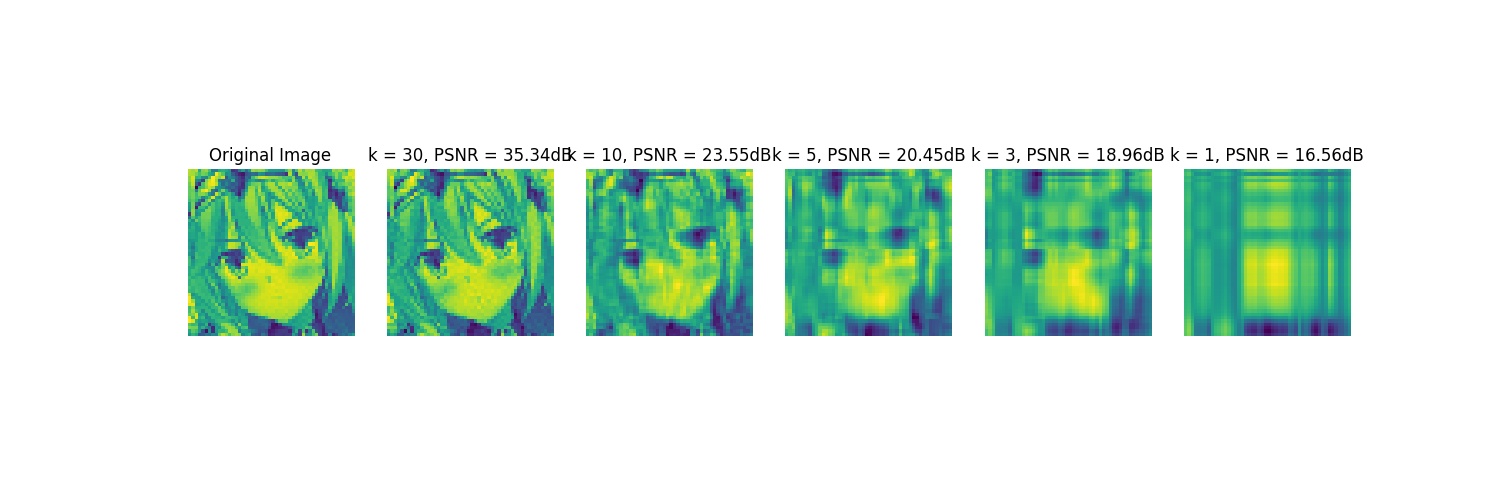 Original Image
k = 30, PSNR = 35.34dB
k = 10, PSNR = 23.55dB
k = 5, PSNR = 20.45dB
k = 3, PSNR = 18.96dB
k = 1, PSNR = 16.56dB